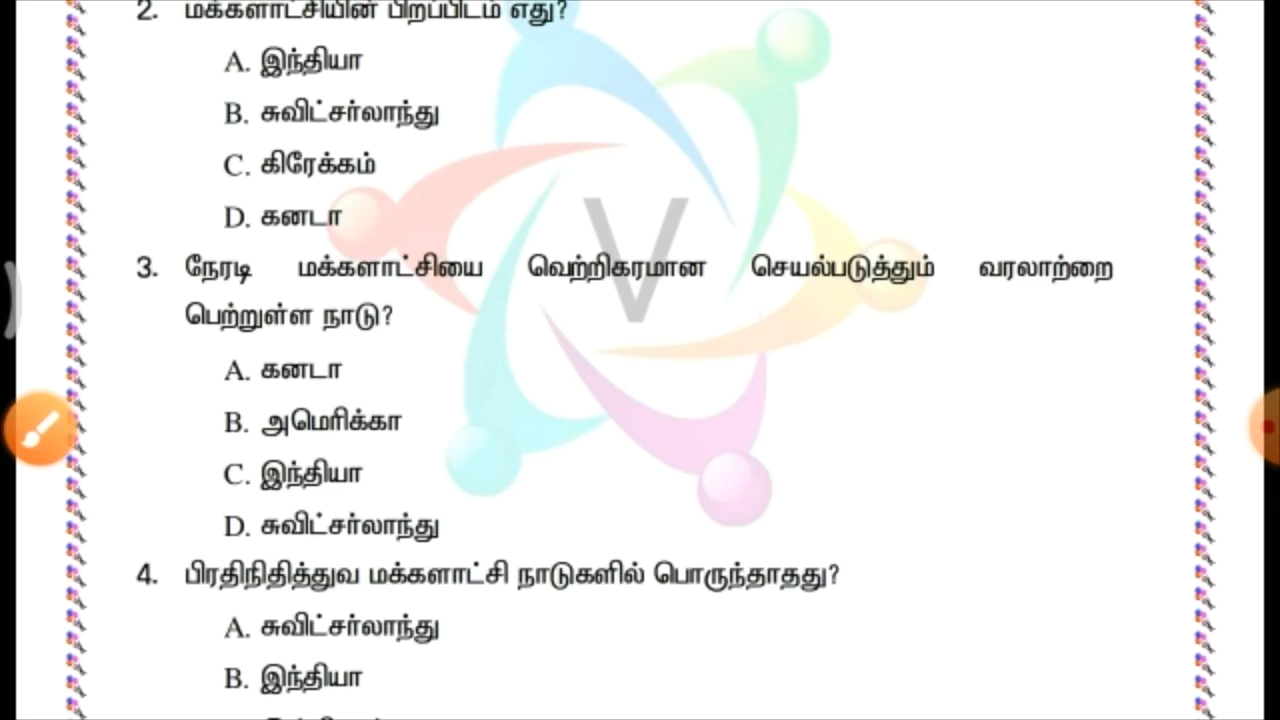 2. மக்களாட்சியின் பிறப்பிடம் எது?
A. இந்தியா
B. சுவிட்சர்லாந்து
C. கிரேக்கம்
D. கனடா
3. நேரடி மக்களாட்சியை வெற்றிகரமான செயல்படுத்தும் வரலாற்றை
பெற்றுள்ள நாடு?
A. கனடா
B. அமெரிக்கா
C. இந்தியா
D. சுவிட்சர்லாந்து
4. பிரதிநிதித்துவ மக்களாட்சி நாடுகளில் பொருந்தாதது?
A. சுவிட்சர்லாந்து
B. இந்தியா
V